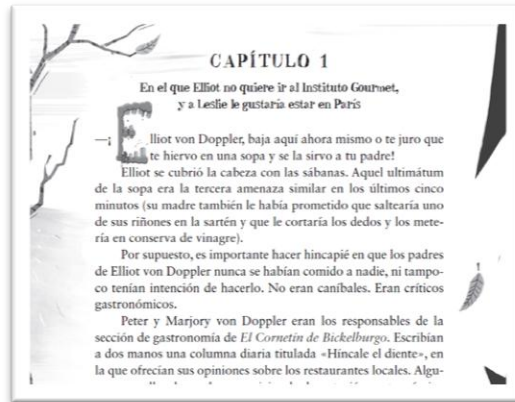 CAPÍTULO 1
En el que Elliot no quiere ir al Instituto Gourmet,
y a Leslie le gustaría estar en París
—¡Elliot von Doppler, baja aquí ahora mismo o te juro que
te hiervo en una sopa y se la sirvo a tu padre!
Elliot se cubrió la cabeza con las sábanas. Aquel ultimátum
de la sopa era la tercera amenaza similar en los últimos cinco
minutos (su madre también le había prometido que saltearía uno
de sus riñones en la sartén y que le cortaría los dedos y los mete-
ría en conserva de vinagre).
Por supuesto, es importante hacer hincapié en que los padres
de Elliot von Doppler nunca se habían comido a nadie, ni tampo-
co tenían intención de hacerlo. No eran caníbales. Eran críticos
gastronómicos.
Peter y Marjory von Doppler eran los responsables de la
sección de gastronomía de El Cornetín de Bickelburgo. Escribían
a dos manos una columna diaria titulada «Híncale el diente», en
la que ofrecían sus opiniones sobre los restaurantes locales. Algu-